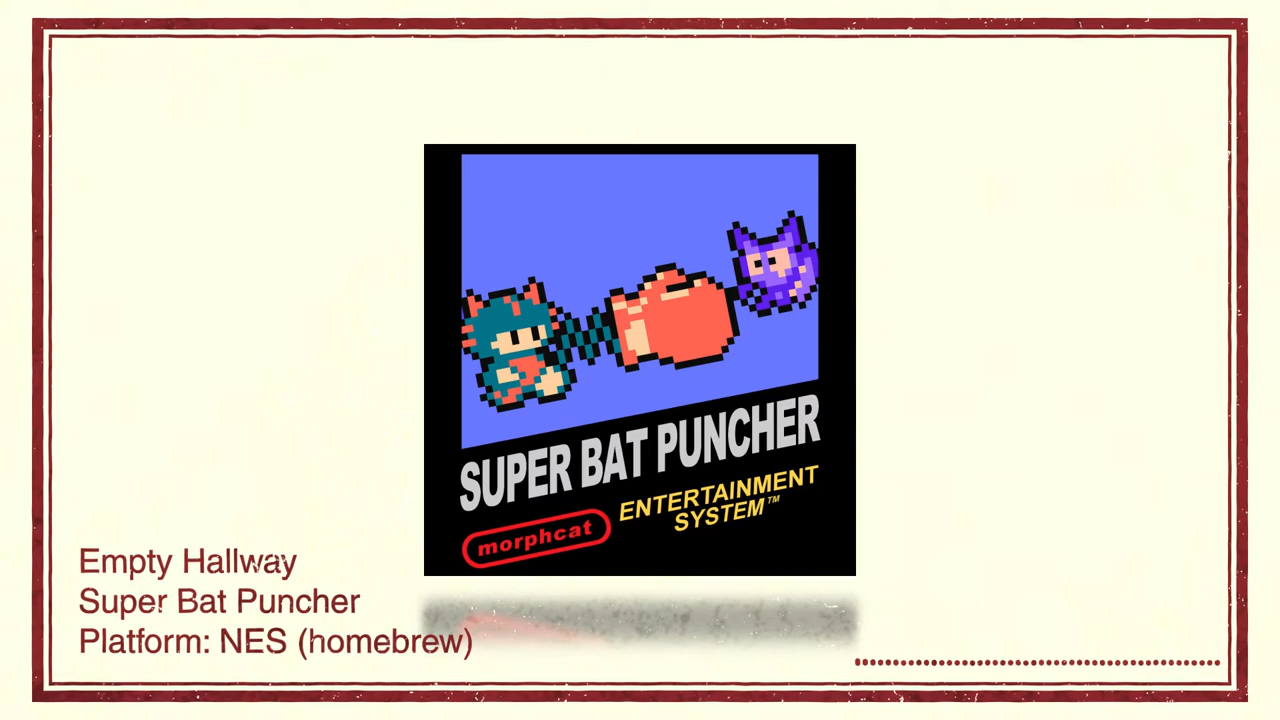 SUPER BAT PUNCHER
morphcat
ENTERTAINMENT
SYSTEM™
Empty Hallway
Super Bat Puncher
Platform: NES (homebrew)